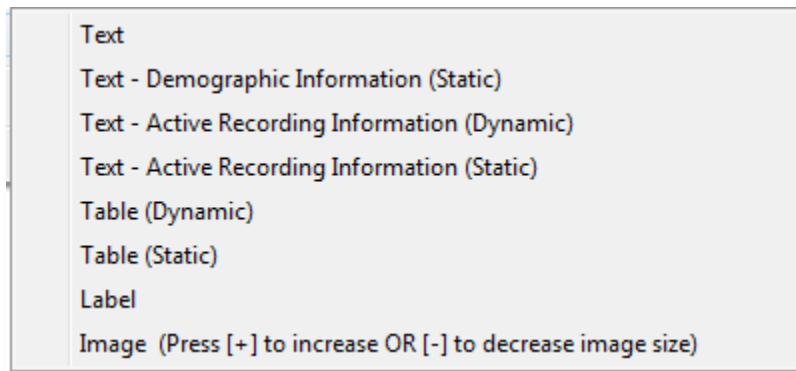 Text
Text - Demographic Information (Static)
Text - Active Recording Information (Dynamic)
Text - Active Recording Information (Static)
Table (Dynamic)
Table (Static)
Label
Image  (Press [+] to increase OR [-] to decrease image size)